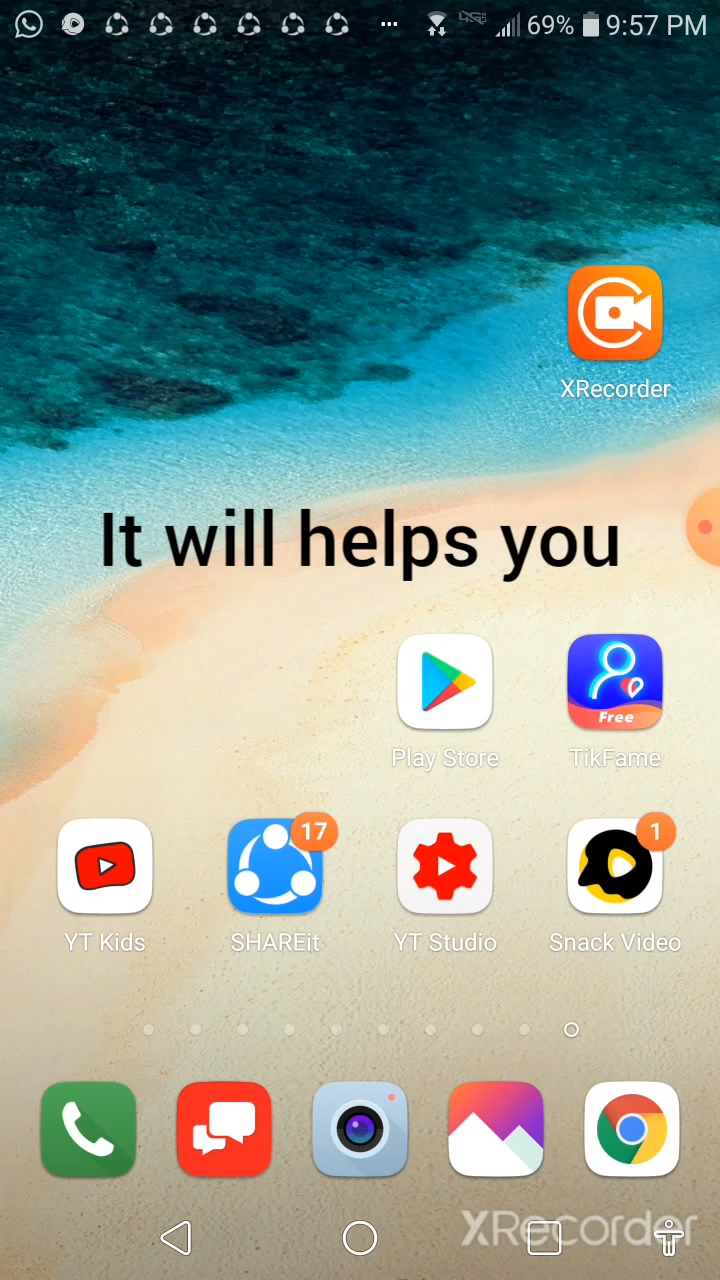 69% 9:57 PM
XRecorder
It will helps you
Play Store
Free
TikFame
17
1
YT Kids
SHAREit
YT Studio
Snack Video
XRecorder